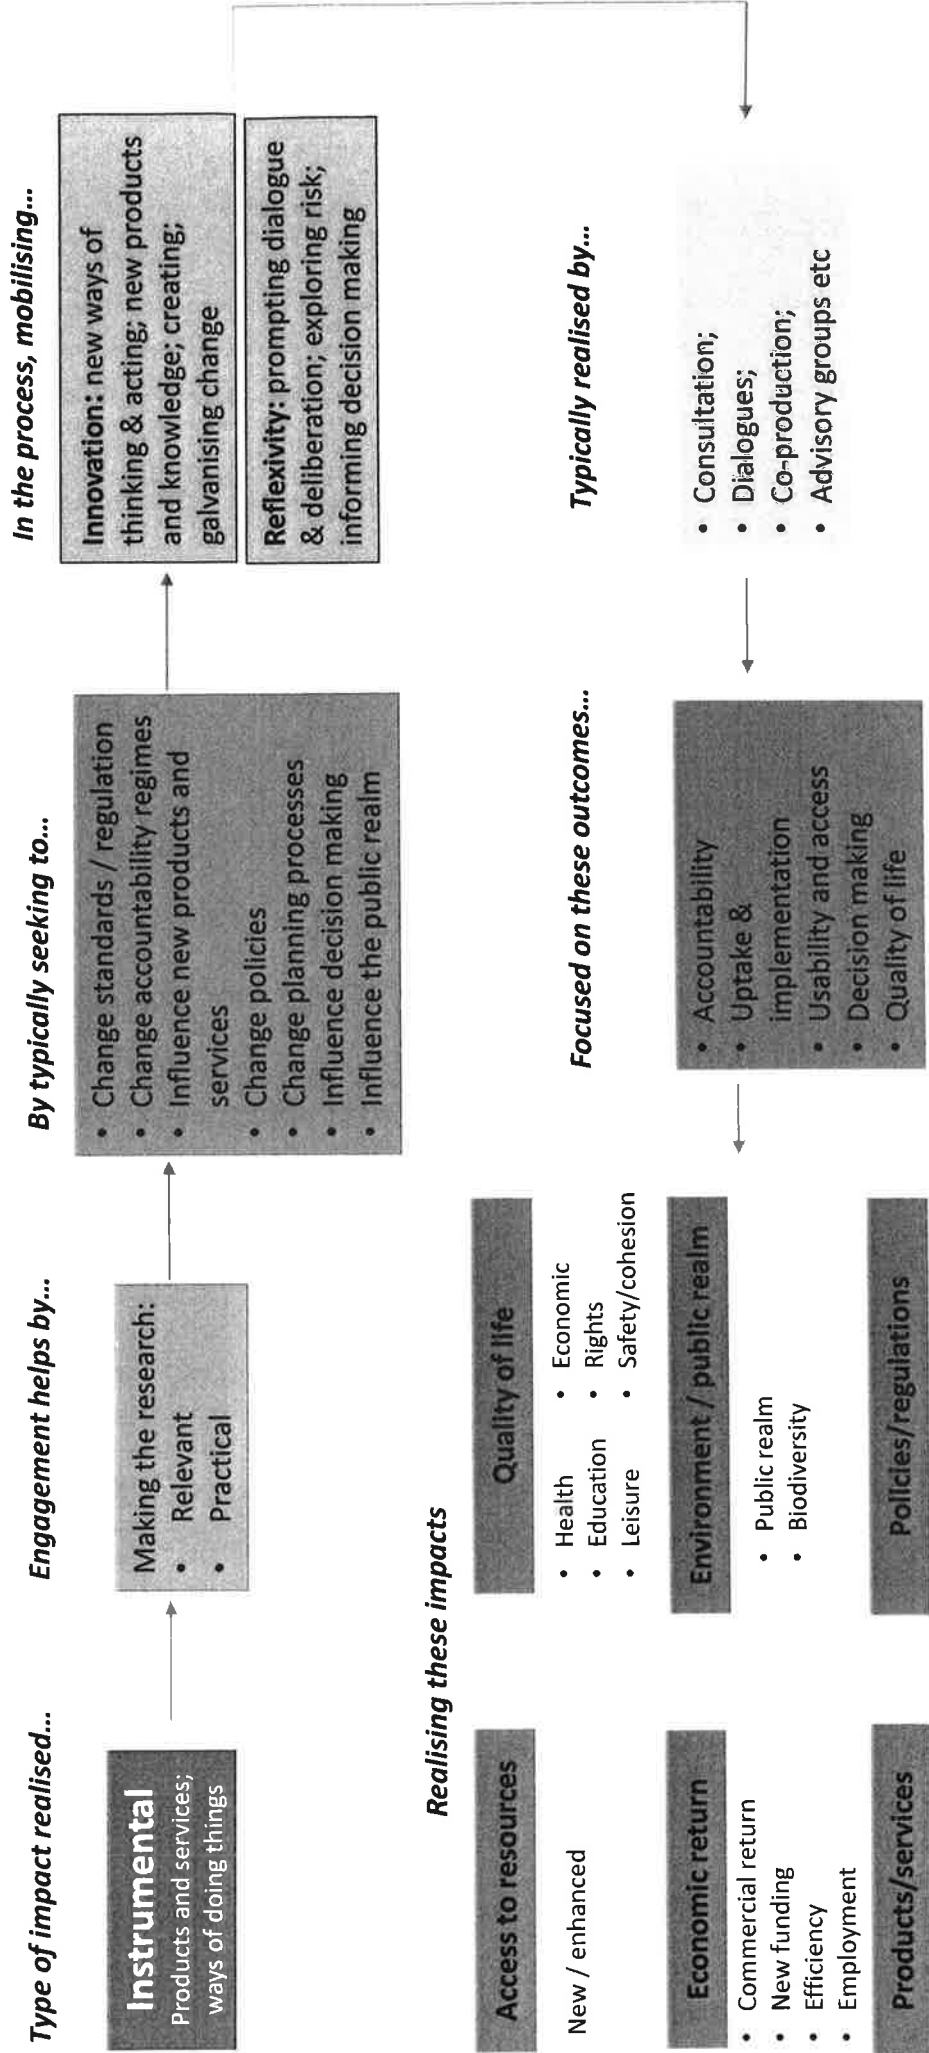 Type of impact realised...
Instrumental
Products and services;
ways of doing things
Engagement helps by...
Making the research:
• Relevant
• Practical
By typically seeking to...
• Change standards / regulation
• Change accountability regimes
• Influence new products and
services
• Change policies
• Change planning processes
• Influence decision making
• Influence the public realm
In the process, mobilising...
Innovation: new ways of
thinking & acting; new products
and knowledge; creating;
galvanising change
Reflexivity: prompting dialogue
& deliberation; exploring risk;
informing decision making
Typically realised by...
• Consultation;
• Dialogues;
• Co-production;
• Advisory groups etc
Focused on these outcomes...
• Accountability
• Uptake &
implementation
• Usability and access
• Decision making
• Quality of life
Realising these impacts
Access to resources
New / enhanced
Quality of life
• Health
• Education
• Leisure
• Economic
• Rights
• Safety/cohesion
Economic return
• Commercial return
• New funding
• Efficiency
• Employment
Environment / public realm
• Public realm
• Biodiversity
Products/services
Policies/regulations